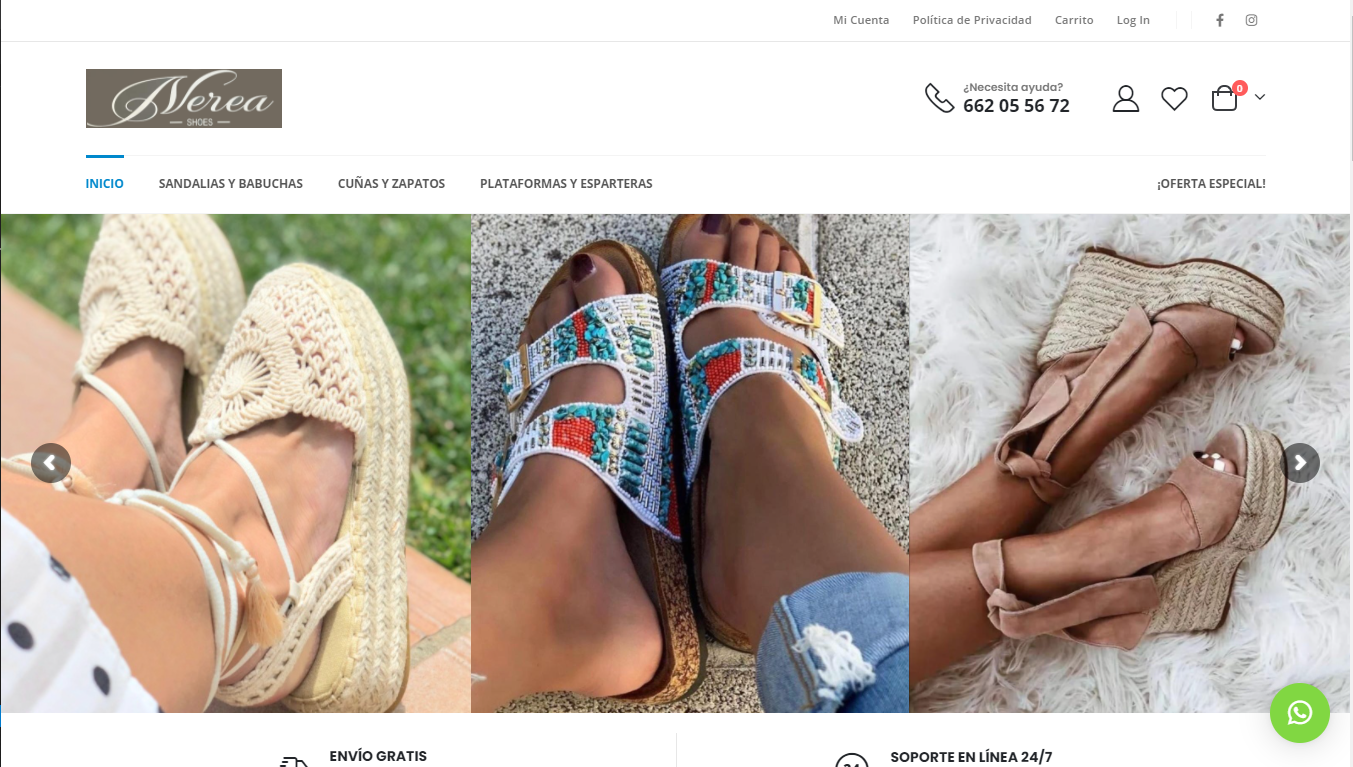 Mi Cuenta Política de Privacidad Carrito Log In
Nerea
SHOES
¿Necesita ayuda?
662 05 56 72
0
INICIO SANDALIAS Y BABUCHAS CUÑAS Y ZAPATOS PLATAFORMAS Y ESPARTERAS ¡OFERTA ESPECIAL!
ENVÍO GRATIS
SOPORTE EN LÍNEA 24/7